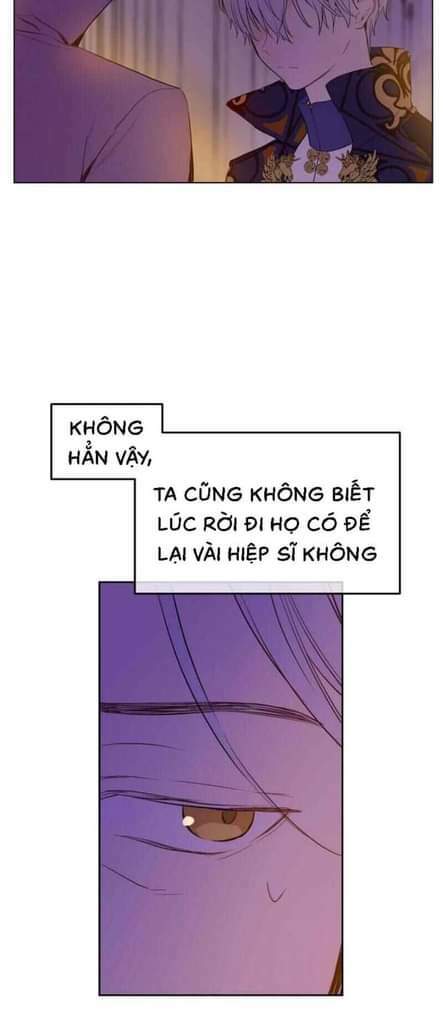 KHÔNG
HẲN VẬY,
TA CŨNG KHÔNG BIẾT
LÚC RỜI ĐI HỌ CÓ ĐỂ
LẠI VÀI HIỆP SĨ KHÔNG